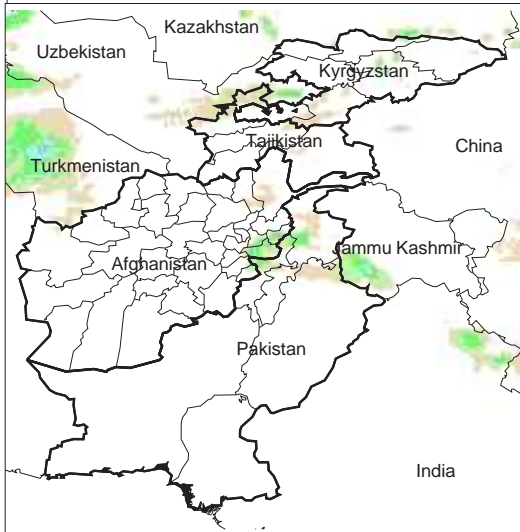 Kazakhstan
Uzbekistan
Kyrgyzstan
Tajikistan
China
Turkmenistan
Jammu Kashmir
Afghanistan
Pakistan
India